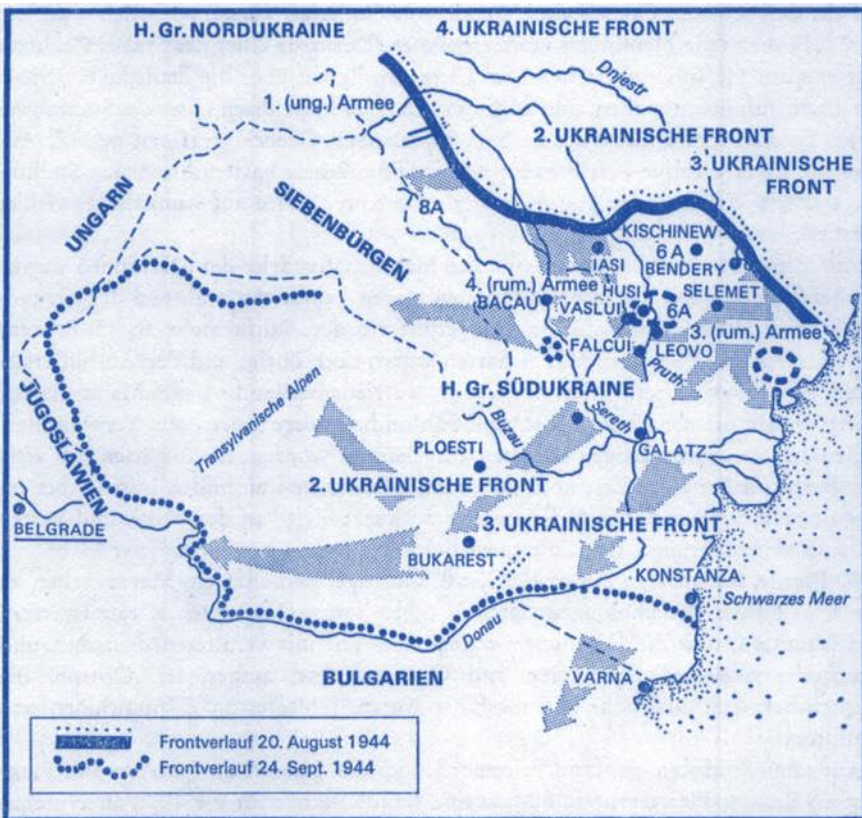 H. Gr. NORDUKRAINE
4. UKRAINISCHE FRONT
Dnjestr
1. (ung.) Armee
2. UKRAINISCHE FRONT
3. UKRAINISCHE
FRONT
UNGARN
SIEBENBÜRGEN
8A
KISCHINEW
6A
IASI
BENDERY
4. (rum.) Armee
HUSI
SELEMET
BACAU
VASLUI
6A
3. (rum.) Armee
FALCUI
LEOVO
Pruth
JUGOSLAWIEN
H. Gr. SÜDUKRAINE
Transylvanische Alpen
Buzau
Sereth
PLOESTI
GALATZ
2. UKRAINISCHE FRONT
3. UKRAINISCHE FRONT
BELGRADE
BUKAREST
KONSTANZA
Schwarzes Meer
Donau
BULGARIEN
VARNA
Frontverlauf 20. August 1944
Frontverlauf 24. Sept. 1944